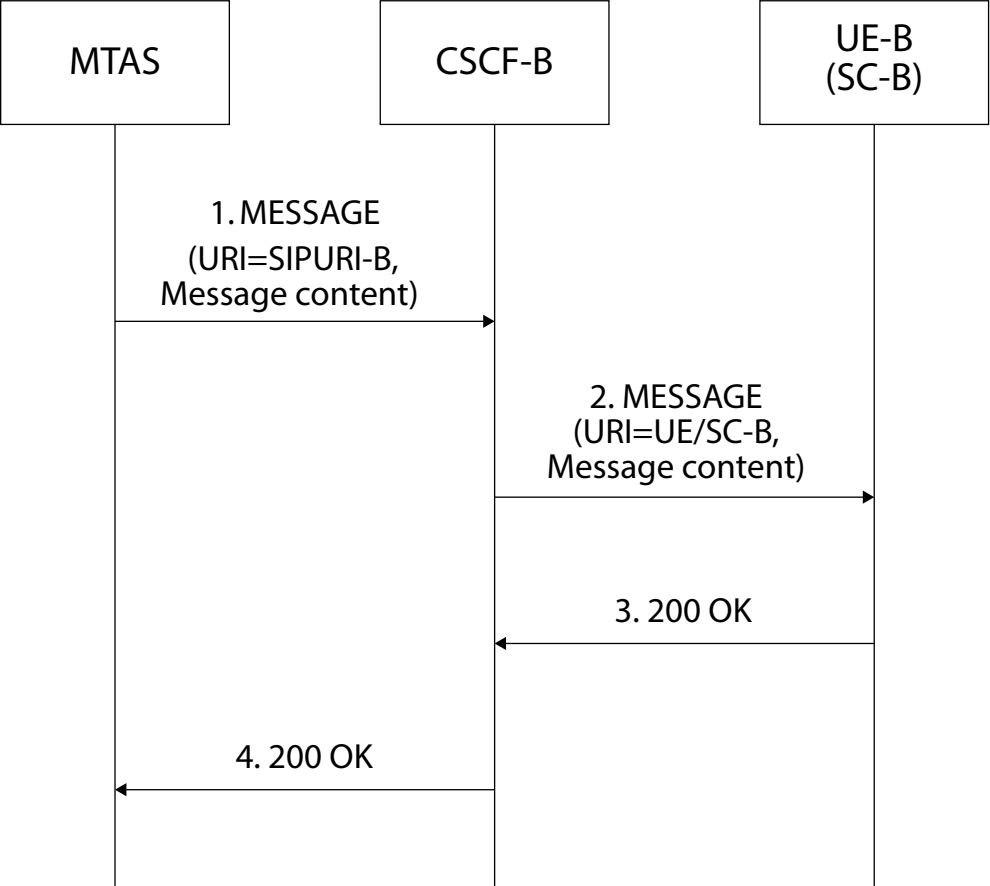 MTAS
CSCF-B
UE-B
(SC-B)
1. MESSAGE
(URI=SIPURI-B,
Message content)
2. MESSAGE
(URI=UE/SC-B,
Message content)
3. 200 OK
4. 200 OK